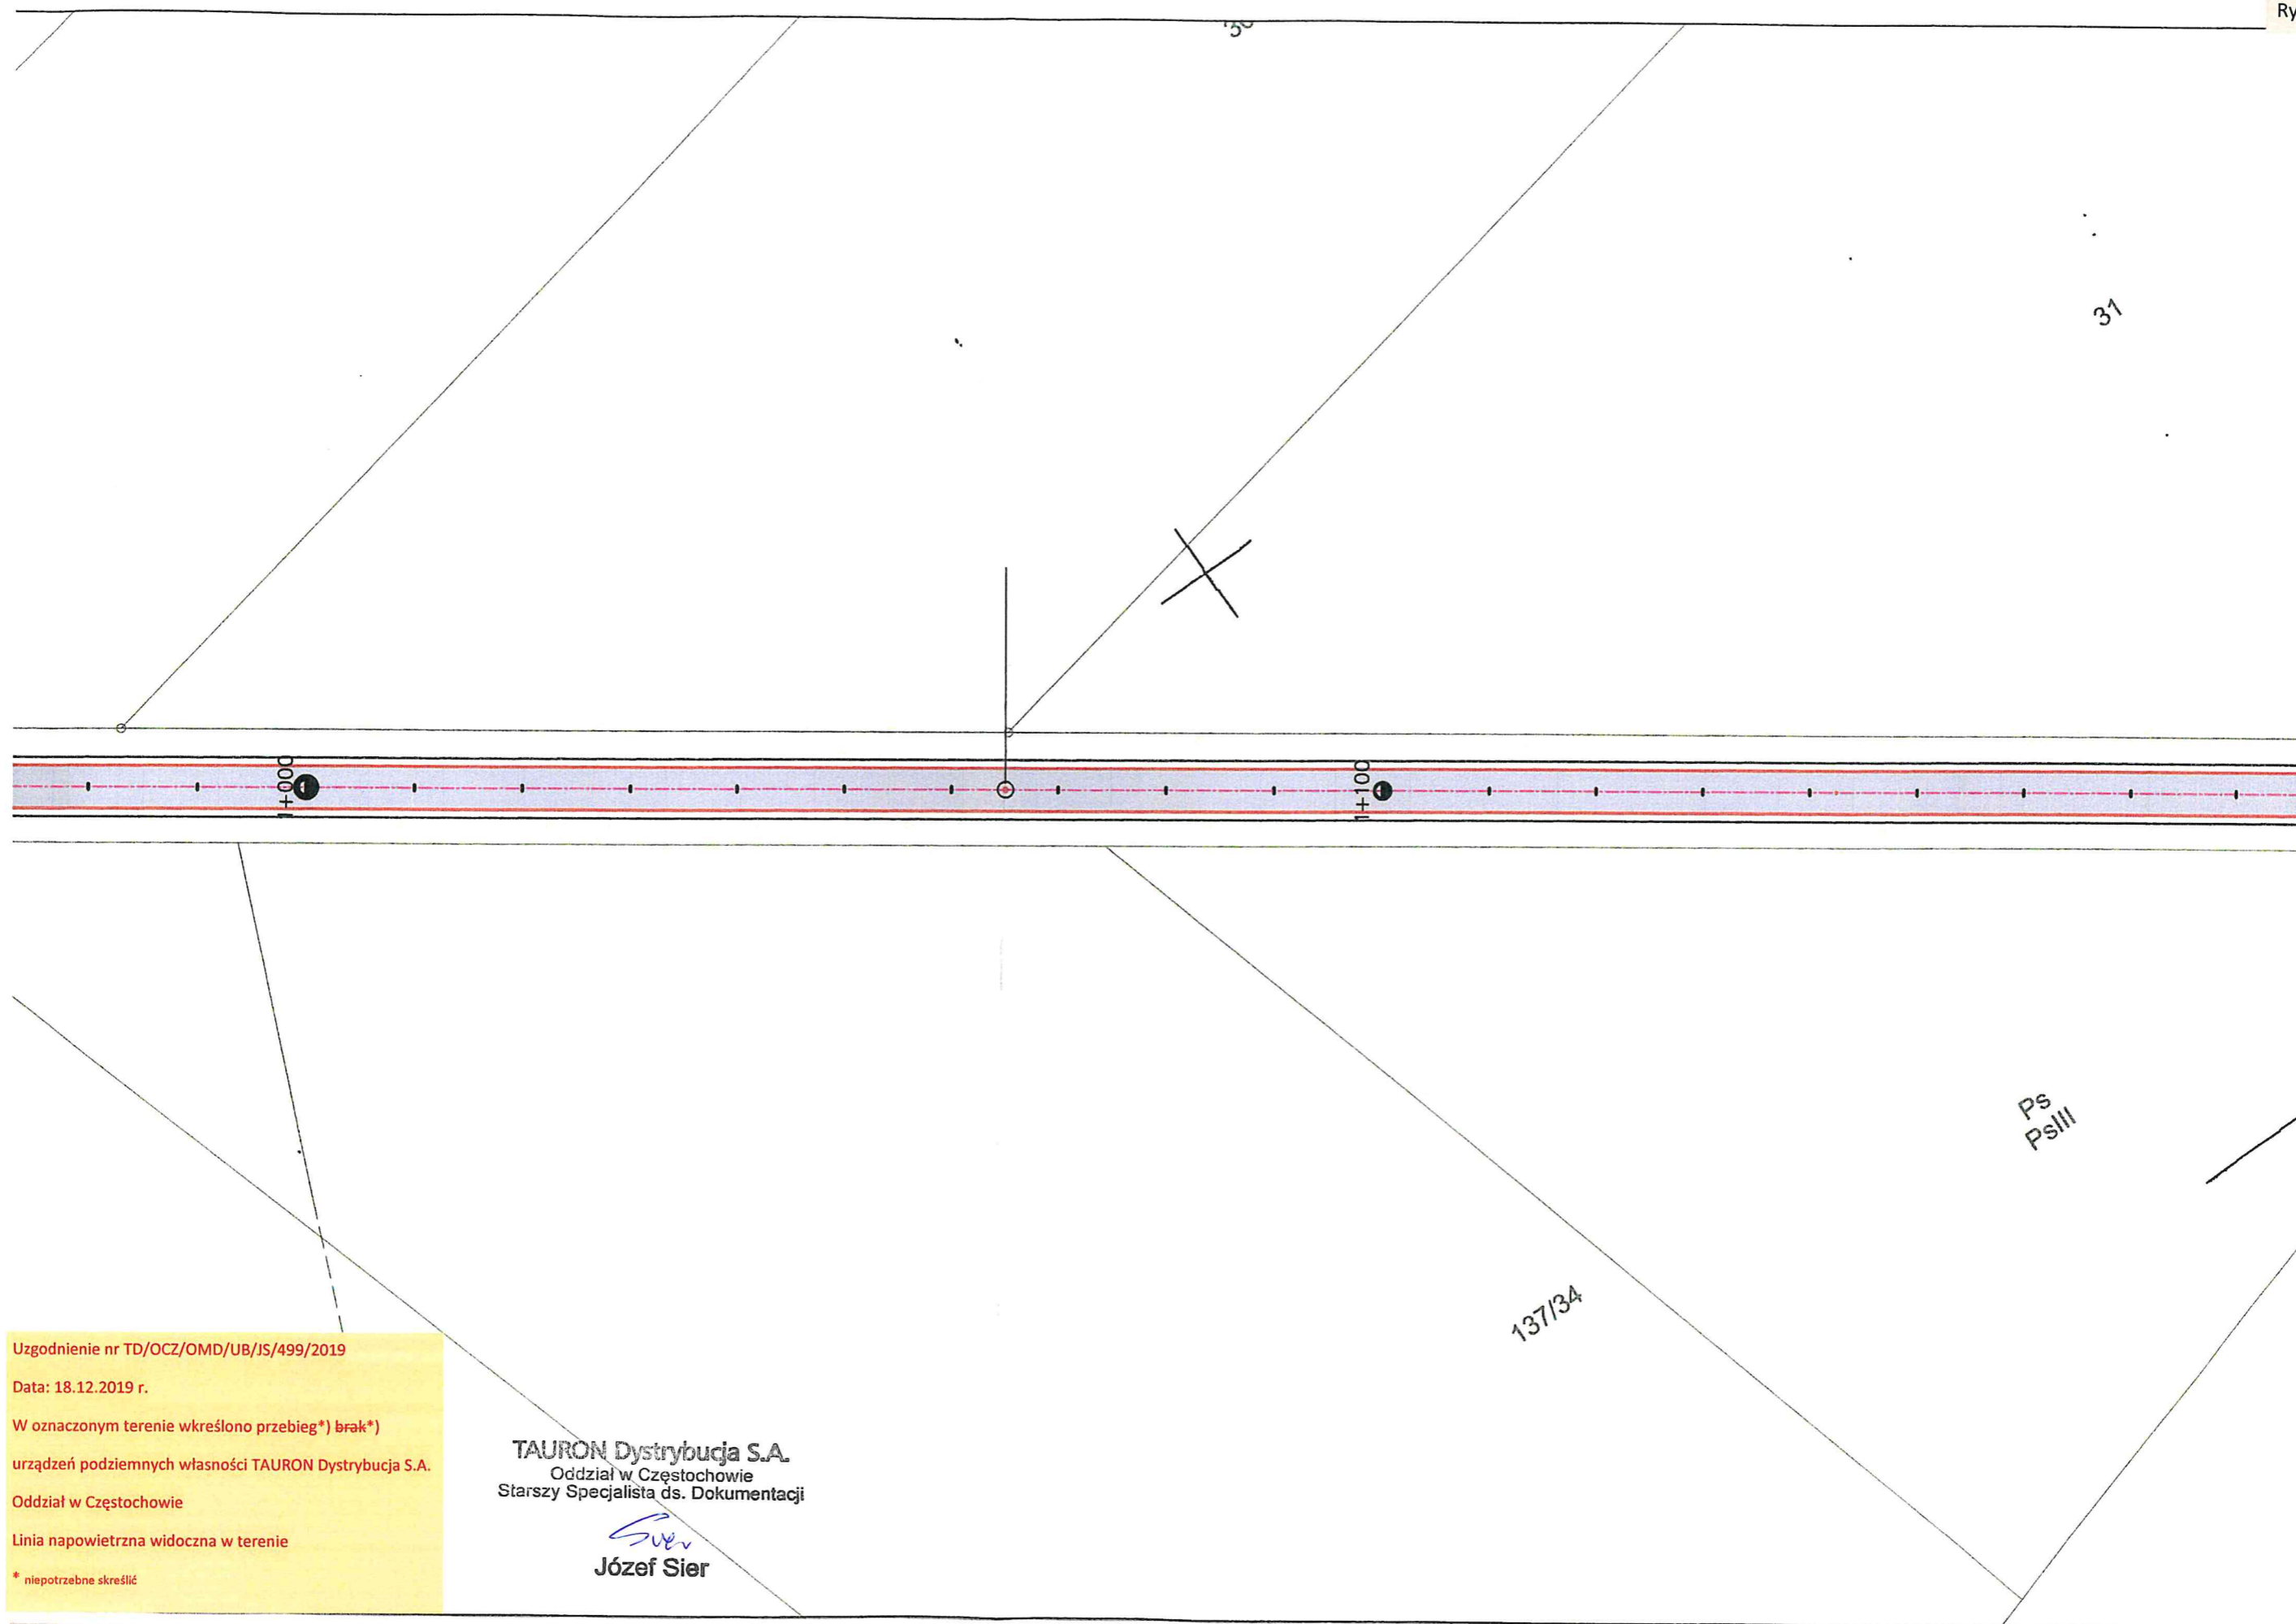 Ry
30
31
1+000
1+100
Ps
PsIII
137/34
Uzgodnienie nr TD/OCZ/OMD/UB/JS/499/2019
Data: 18.12.2019 r.
W oznaczonym terenie wkreślono przebieg*) brak*)
urządzeń podziemnych własności TAURON Dystrybucja S.A.
Oddział w Częstochowie
Linia napowietrzna widoczna w terenie
* niepotrzebne skreślić
TAURON Dystrybucja S.A.
Oddział w Częstochowie
Starszy Specjalista ds. Dokumentacji
Józef Sier